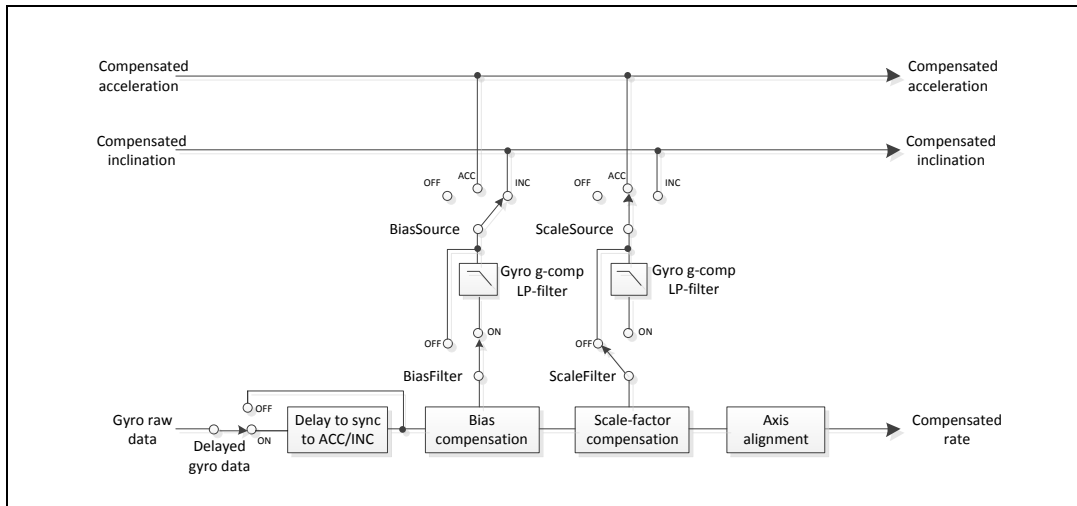 Compensated
acceleration
Compensated
acceleration
Compensated
inclination
Compensated
inclination
OFF
ACC
INC
OFF
ACC
INC
BiasSource
ScaleSource
Gyro g-comp
LP-filter
Gyro g-comp
LP-filter
OFF
ON
OFF
ON
BiasFilter
ScaleFilter
OFF
Gyro raw
data
ON
Delayed
gyro data
Delay to sync
to ACC/INC
Bias
compensation
Scale-factor
compensation
Axis
alignment
Compensated
rate